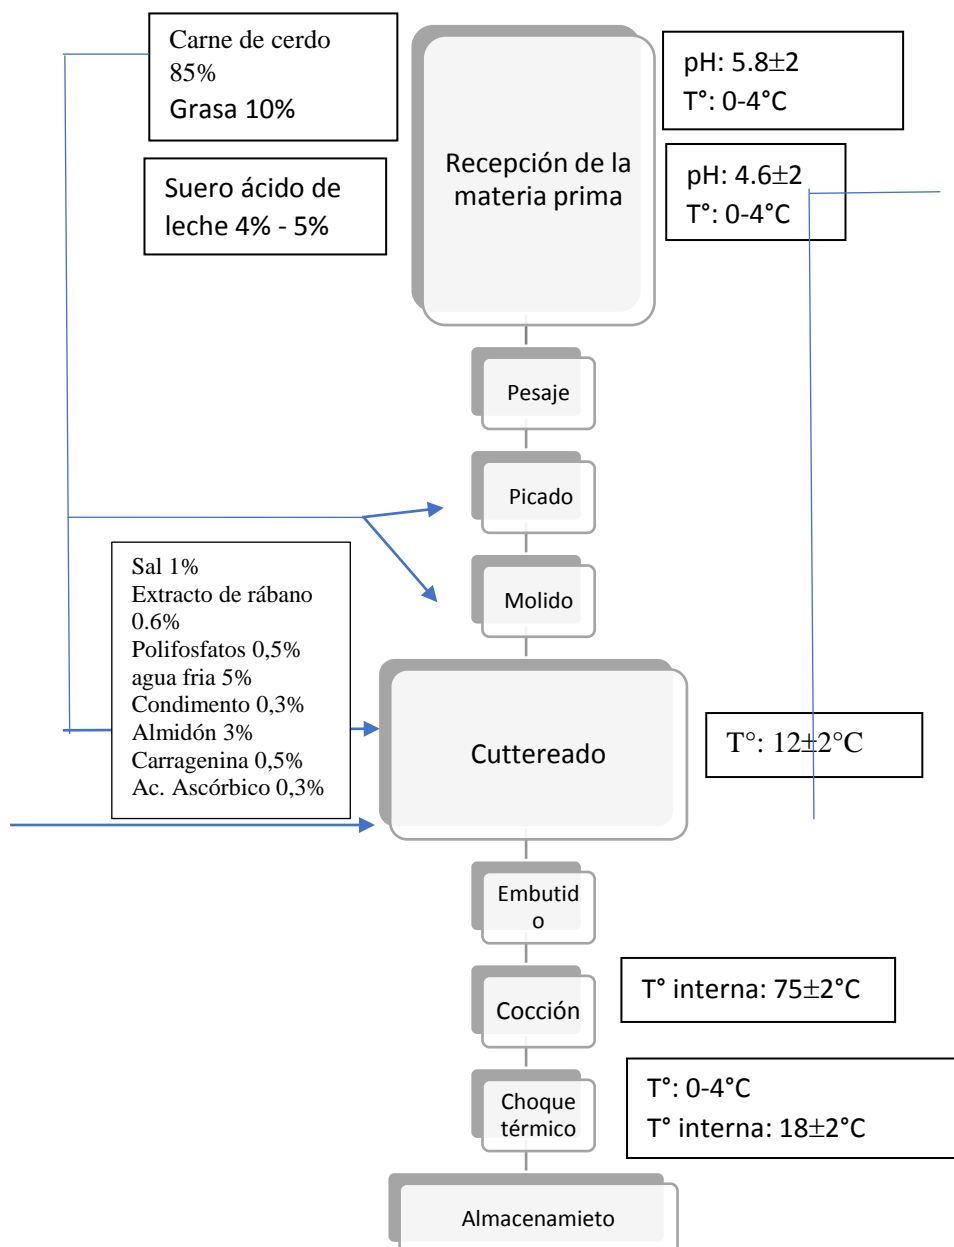 Carne de cerdo
85%
Grasa 10%
Suero ácido de
leche 4% - 5%
Recepción de la
materia prima
pH: 5.8±2
T°: 0-4°C
pH: 4.6±2
T°: 0-4°C
Pesaje
Picado
Molido
Sal 1%
Extracto de rábano
0.6%
Polifosfatos 0,5%
agua fria 5%
Condimento 0,3%
Almidón 3%
Carragenina 0,5%
Ac. Ascórbico 0,3%
Cuttereado
T°: 12±2°C
Embutid
o
Cocción
T° interna: 75±2°C
Choque
térmico
T°: 0-4°C
T° interna: 18±2°C
Almacenamieto